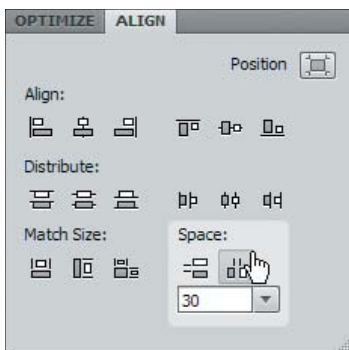 OPTIMIZE ALIGN
Position
Align:
Distribute:
Match Size: Space:
30